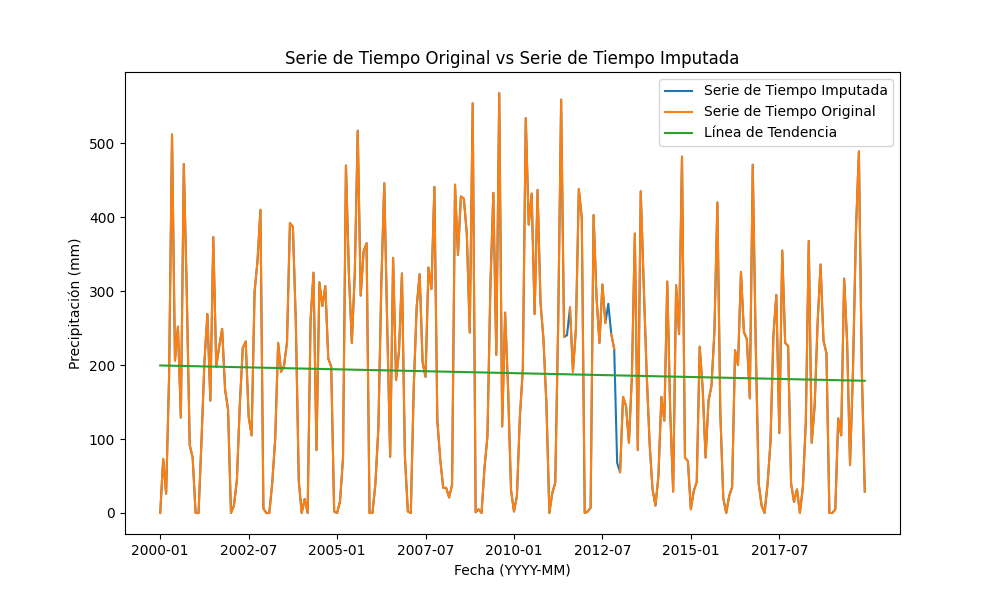 Serie de Tiempo Original vs Serie de Tiempo Imputada
Serie de Tiempo Imputada
Serie de Tiempo Original
Línea de Tendencia
Precipitación (mm)
500
400
300
200
100
0
2000-01 2002-07 2005-01 2007-07 2010-01 2012-07 2015-01 2017-07
Fecha (YYYY-MM)